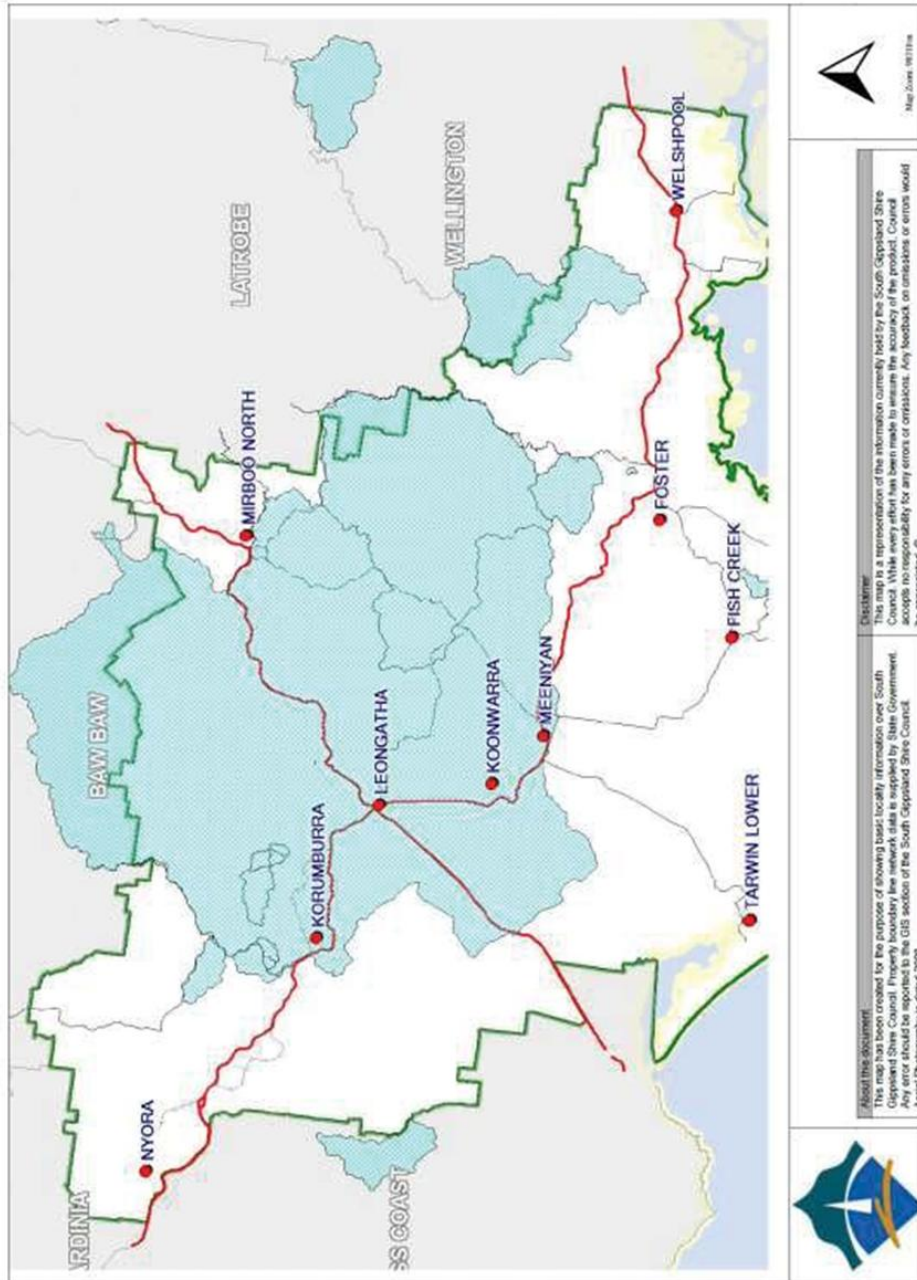 ARDINIA
BAW BAW
LATROBE
WELLINGTON
SS COAST
NYORA
KORUMBURRA
LEONGATHA
MIRBOO NORTH
KOONWARRA
MEENIYAN
FOSTER
WELSHPOOL
FISH CREEK
TARWIN LOWER
About this document
This map has been created for the purpose of showing basic locality information over South
Gippsland Shire Council. Property boundary line network data is supplied by State Government.
Any error should be reported to the GIS section of the South Gippsland Shire Council.
Disclaimer
This map is a representation of the information currently held by the South Gippsland Shire
Council. While every effort has been made to ensure the accuracy of the product, Council
accepts no responsibility for any errors or omissions. Any feedback on omissions or errors would
Map Zoom: